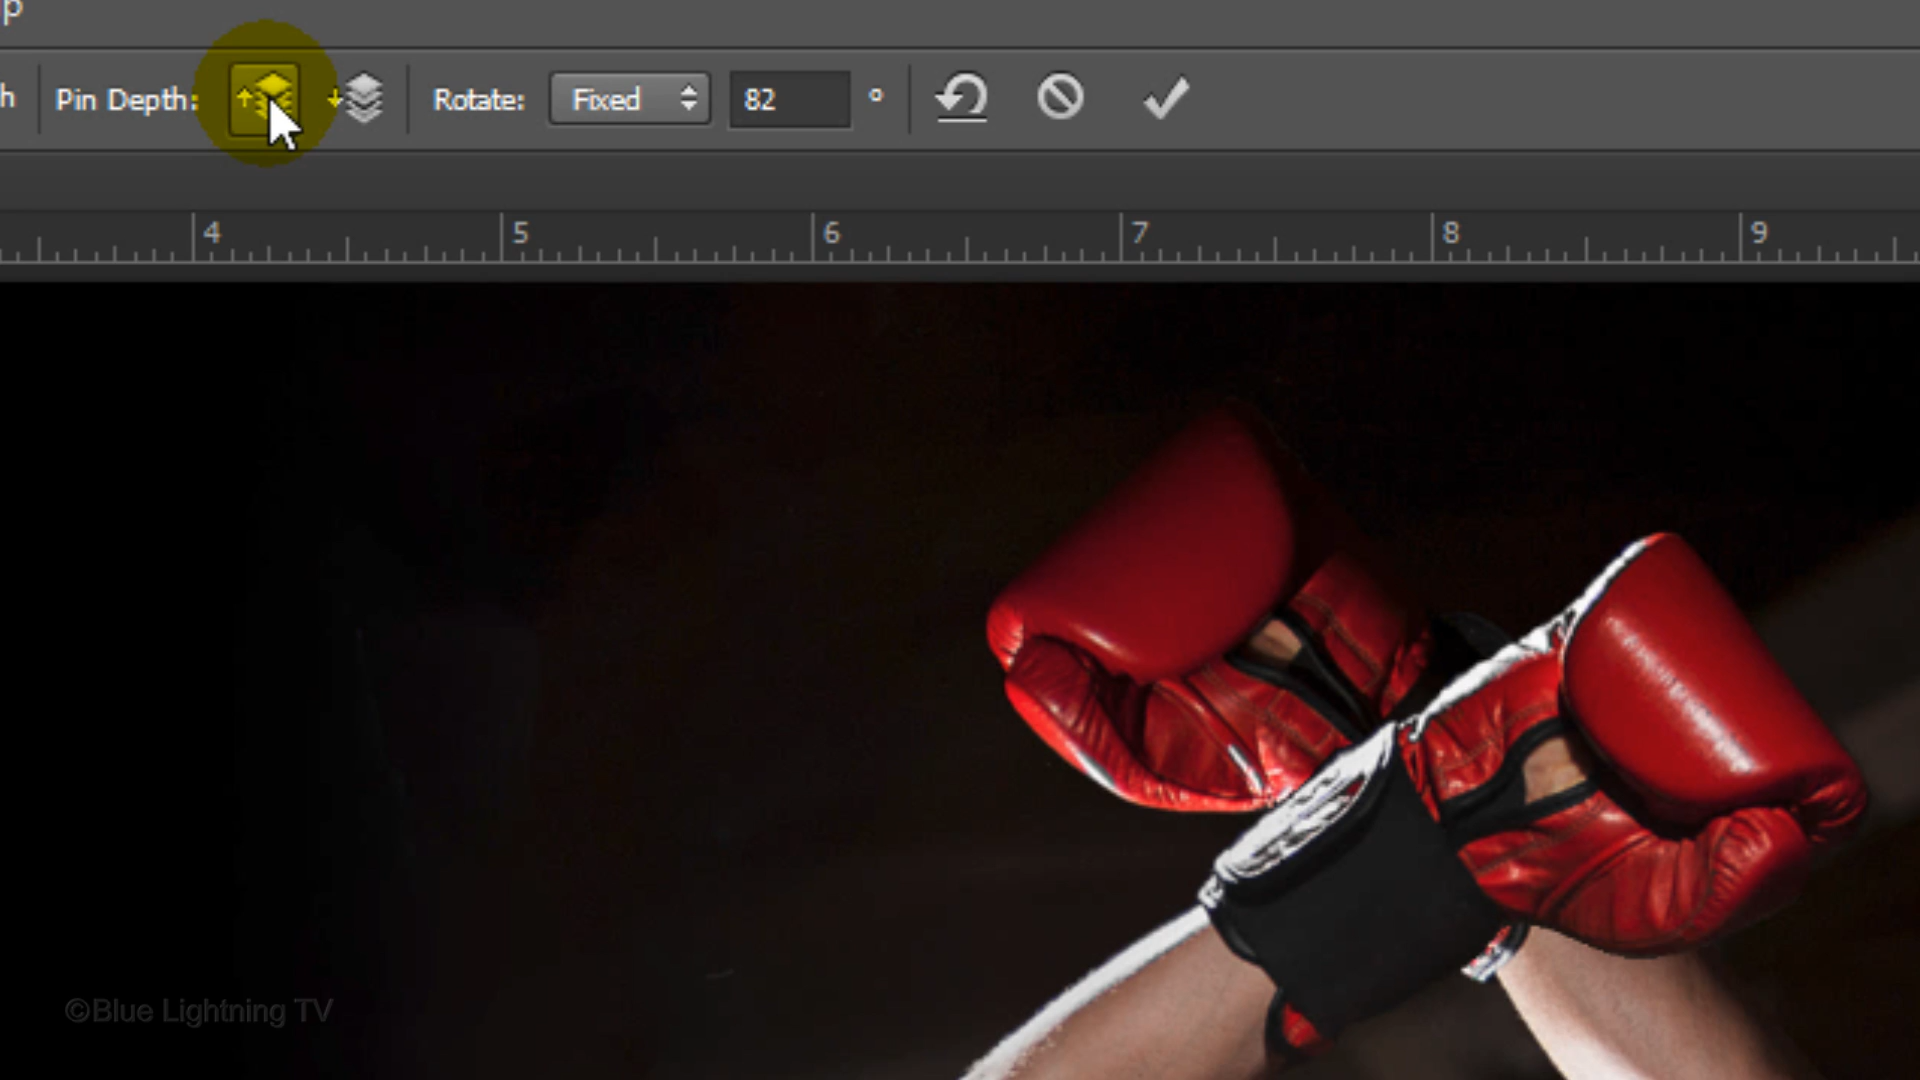 p
h Pin Depth: Rotate: Fixed 82 °
4 5 6 7 8 9
©Blue Lightning TV